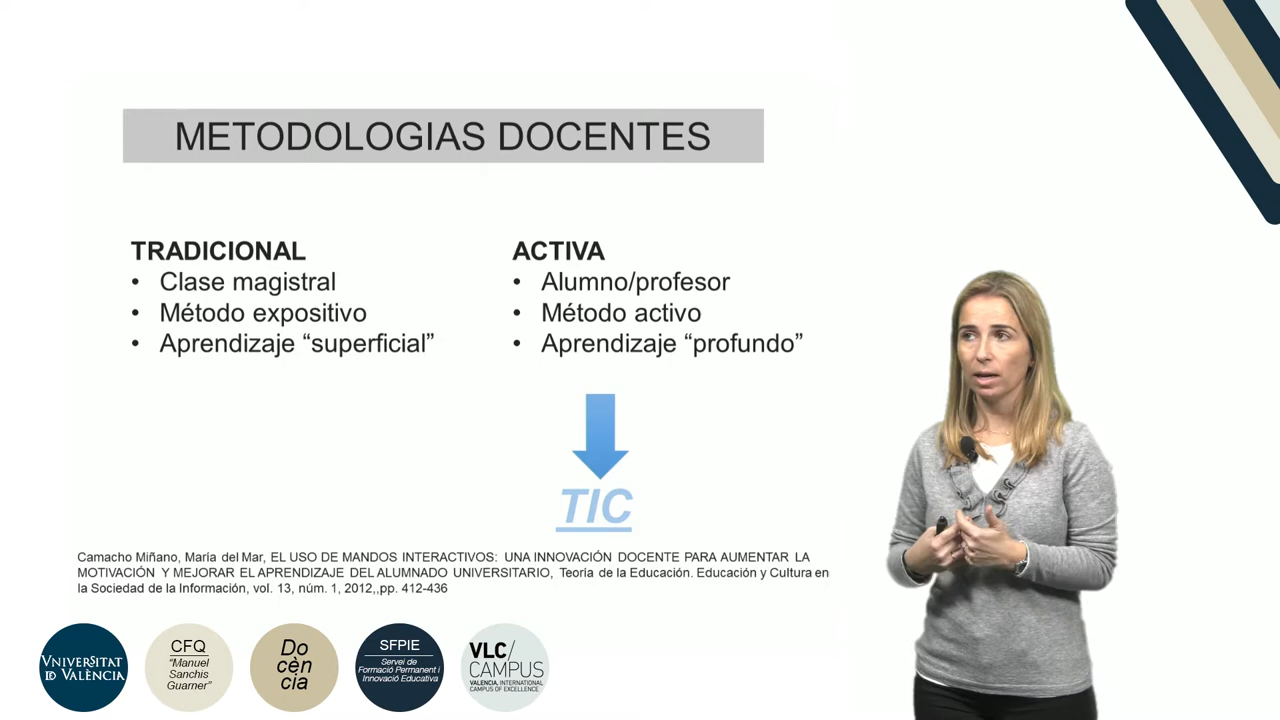 METODOLOGIAS DOCENTES
TRADICIONAL
• Clase magistral
• Método expositivo
• Aprendizaje “superficial”
ACTIVA
• Alumno/profesor
• Método activo
• Aprendizaje “profundo”
TIC
Camacho Miñano, María del Mar, EL USO DE MANDOS INTERACTIVOS: UNA INNOVACIÓN DOCENTE PARA AUMENTAR LA
MOTIVACIÓN Y MEJORAR EL APRENDIZAJE DEL ALUMNADO UNIVERSITARIO, Teoría de la Educación. Educación y Cultura en
la Sociedad de la Información, vol. 13, núm. 1, 2012,,pp. 412-436
VNIVERSITAT
ID VALÈNCIA
CFQ
“Manuel
Sanchis
Guarner”
Do
cèn
cia
SFPIE
Servei de
Formació Permanent i
Innovació Educativa
VLC/
CAMPUS
VALENCIA, INTERNATIONAL
CAMPUS OF EXCELLENCE